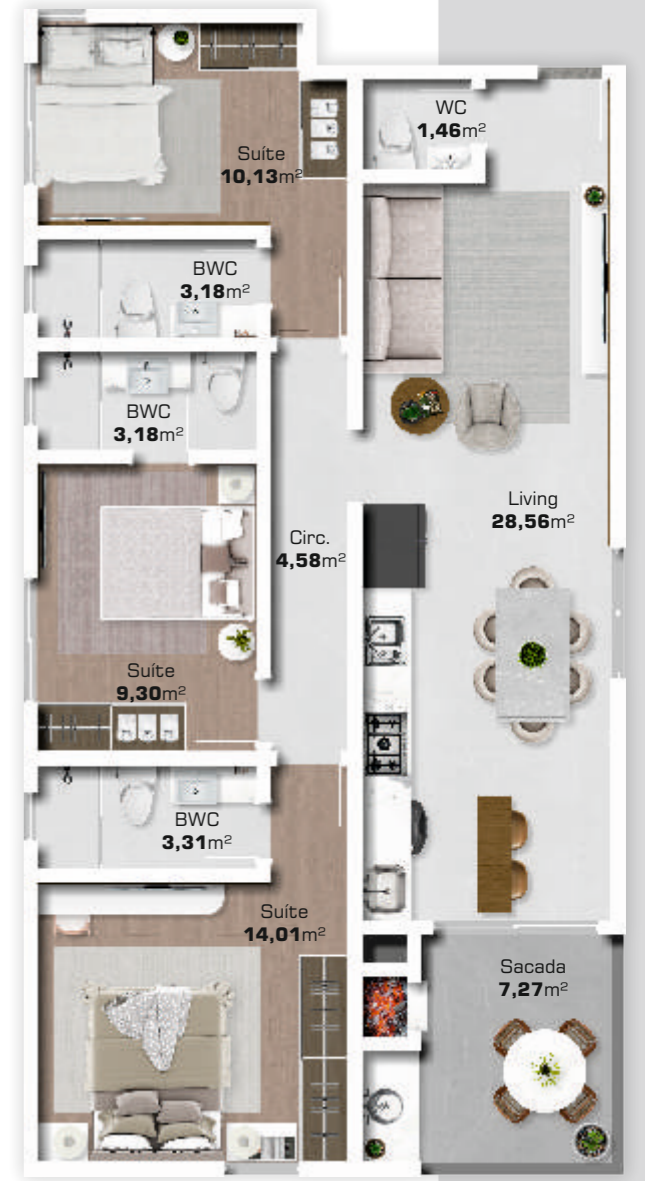 WC
1,46m²
Suíte
10,13m²
BWC
3,18m²
BWC
3,18m²
Living
28,56m²
Circ.
4,58m²
Suíte
9,30m²
BWC
3,31m²
Suíte
14,01m²
Sacada
7,27m²